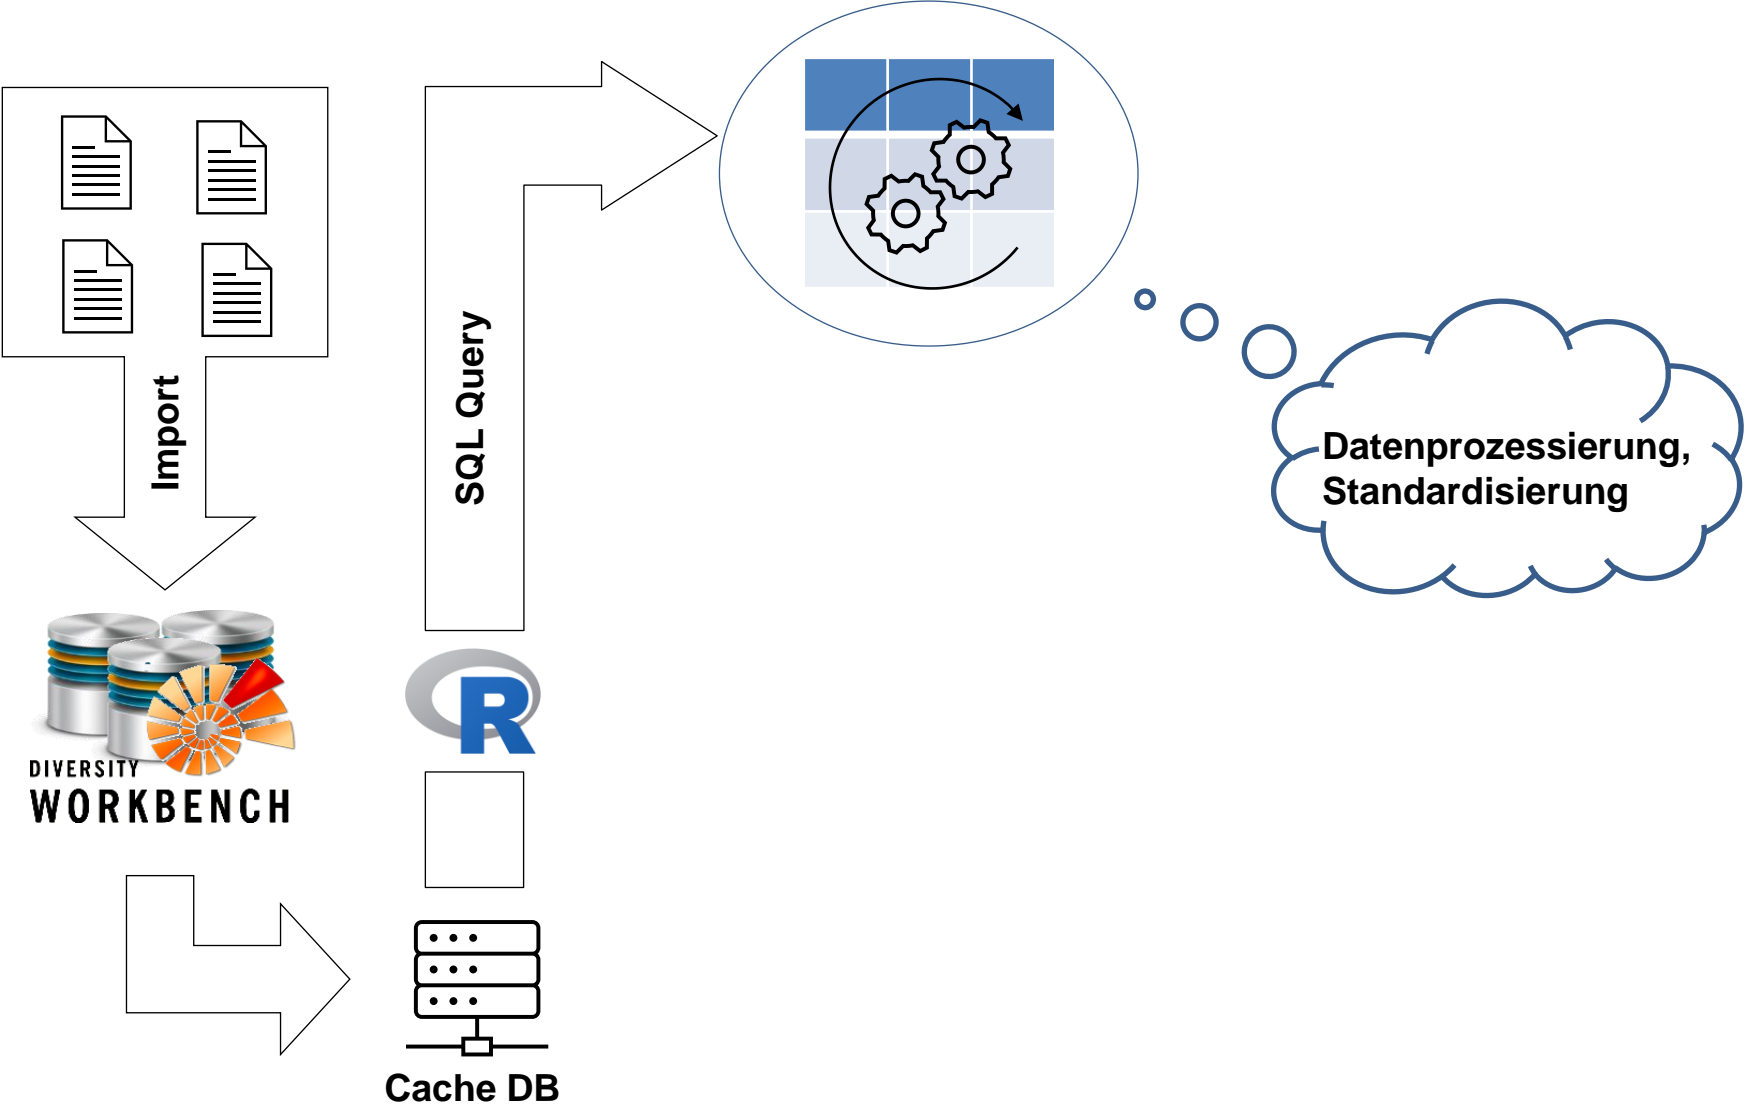 Import
SQL Query
Datenprozessierung,
Standardisierung
R
DIVERSITY
WORKBENCH
Cache DB